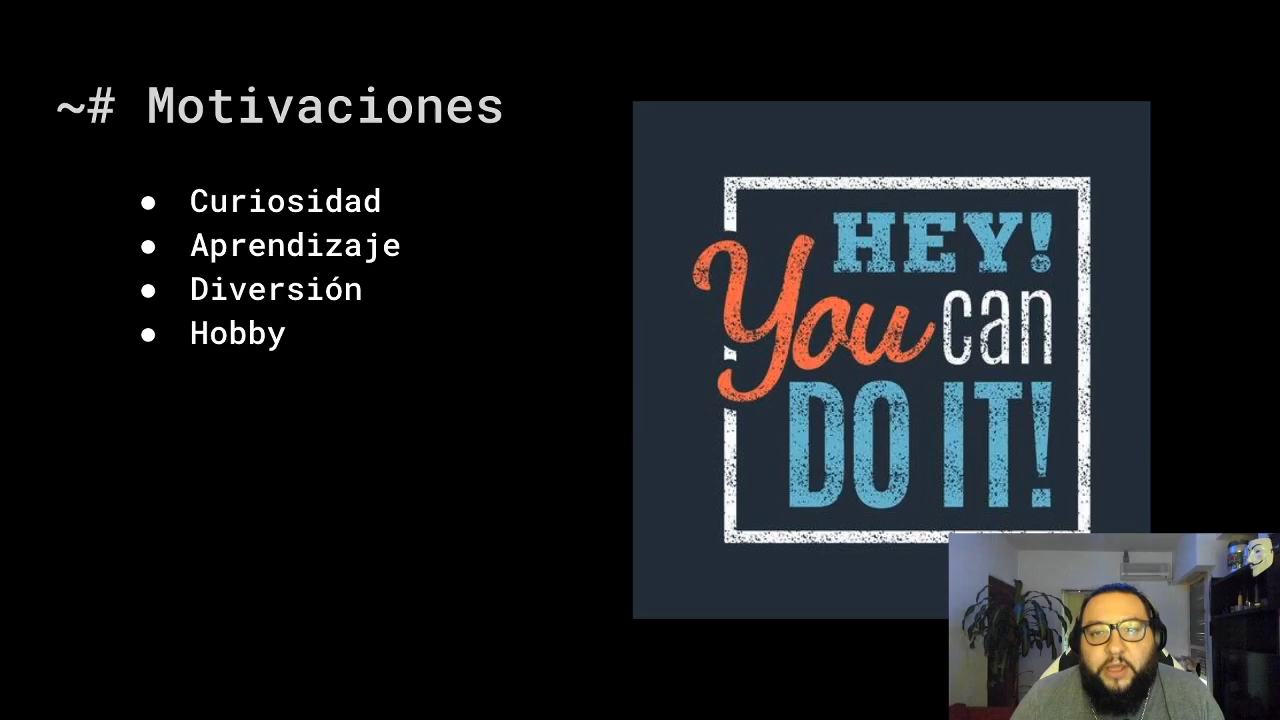 ~# Motivaciones
● Curiosidad
● Aprendizaje
● Diversión
● Hobby
HEY!
You can
DO IT!